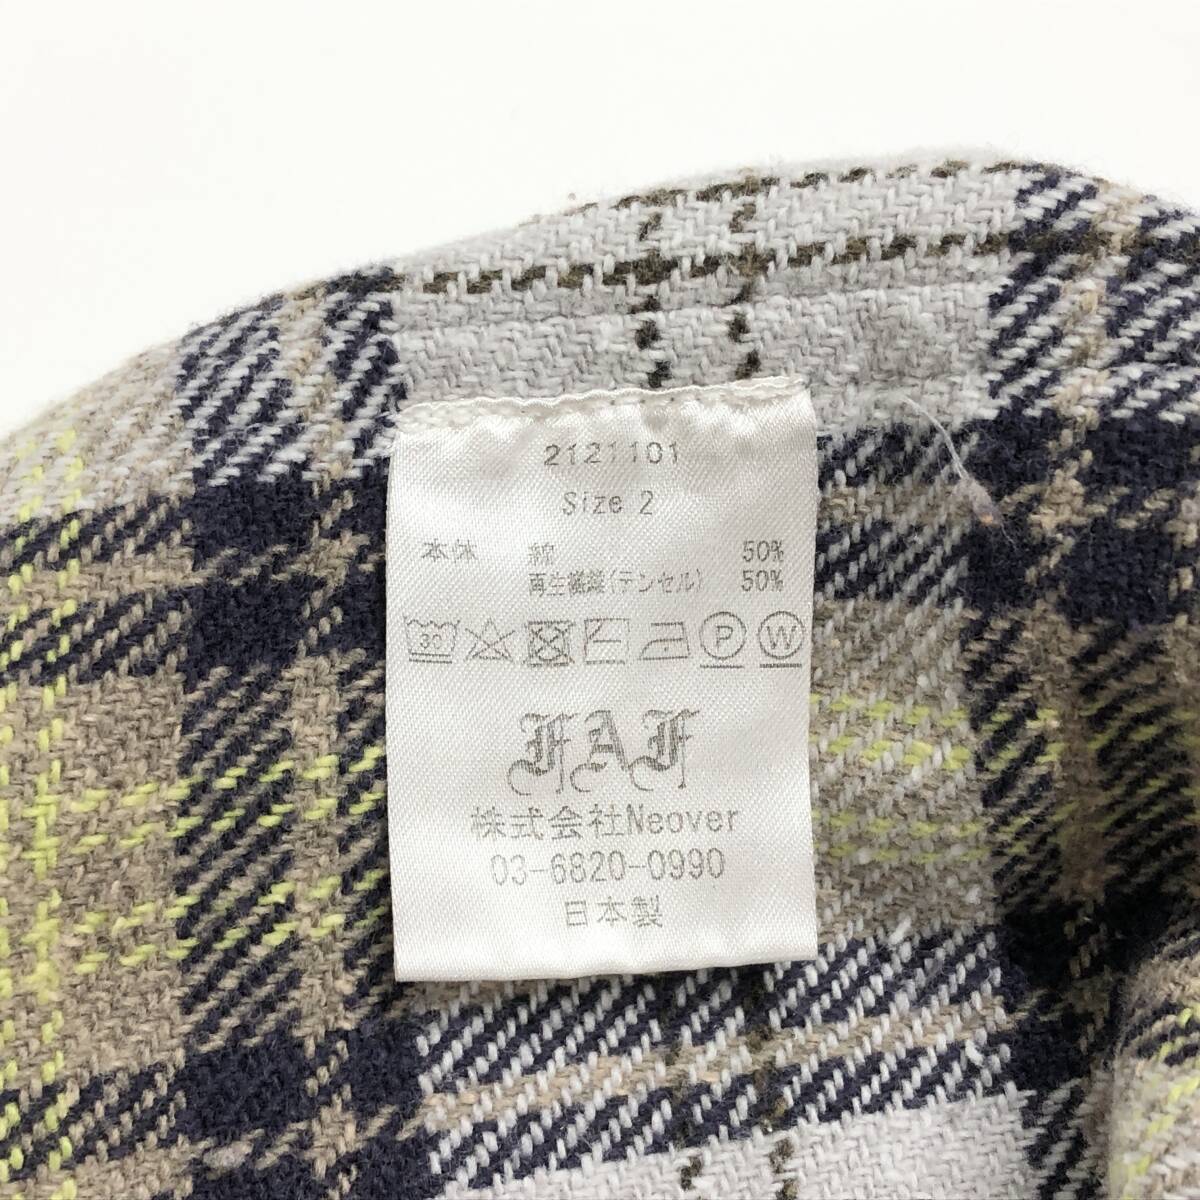 2121101
Size 2
本体 綿 50%
再生繊維(テンセル) 50%
30 P W
FAF
株式会社Neover
03-6820-0990
日本製